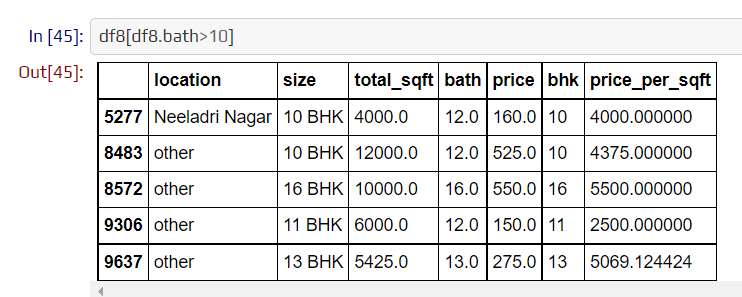 In [45]: df8[df8.bath>10]
Out[45]:
location size total_sqft bath price bhk price_per_sqft
5277 Neeladri Nagar 10 BHK 4000.0 12.0 160.0 10 4000.000000
8483 other 10 BHK 12000.0 12.0 525.0 10 4375.000000
8572 other 16 BHK 10000.0 16.0 550.0 16 5500.000000
9306 other 11 BHK 6000.0 12.0 150.0 11 2500.000000
9637 other 13 BHK 5425.0 13.0 275.0 13 5069.124424